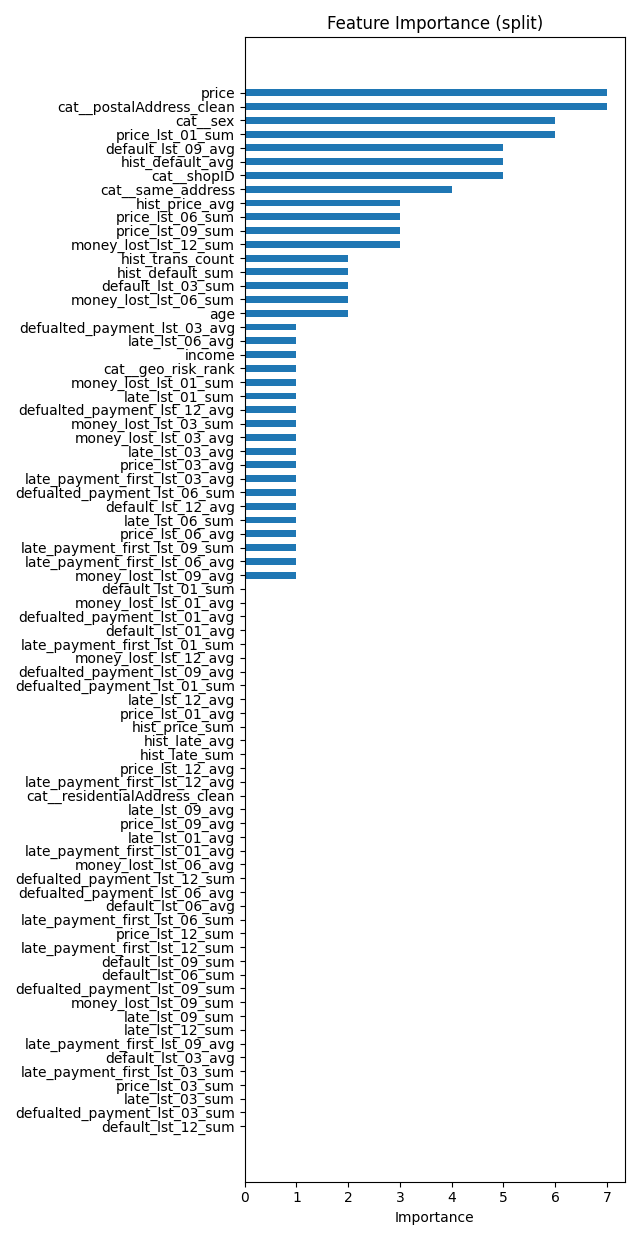 Feature Importance (split)
price
cat__postalAddress_clean
cat__sex
price_lst_01_sum
default_lst_09_avg
hist_default_avg
cat__shopID
cat__same_address
hist_price_avg
price_lst_06_sum
price_lst_09_sum
money_lost_lst_12_sum
hist_trans_count
hist_default_sum
default_lst_03_sum
money_lost_lst_06_sum
age
defualted_payment_lst_03_avg
late_lst_06_avg
income
cat__geo_risk_rank
money_lost_lst_01_sum
late_lst_01_sum
defualted_payment_lst_12_avg
money_lost_lst_03_sum
money_lost_lst_03_avg
late_lst_03_avg
price_lst_03_avg
late_payment_first_lst_03_avg
defualted_payment_lst_06_sum
default_lst_12_avg
late_lst_06_sum
price_lst_06_avg
late_payment_first_lst_09_sum
late_payment_first_lst_06_avg
money_lost_lst_09_avg
default_lst_01_sum
money_lost_lst_01_avg
defualted_payment_lst_01_avg
default_lst_01_avg
late_payment_first_lst_01_sum
money_lost_lst_12_avg
defualted_payment_lst_09_avg
defualted_payment_lst_01_sum
late_lst_12_avg
price_lst_01_avg
hist_price_sum
hist_late_avg
hist_late_sum
price_lst_12_avg
late_payment_first_lst_12_avg
cat__residentialAddress_clean
late_lst_09_avg
price_lst_09_avg
late_lst_01_avg
late_payment_first_lst_01_avg
money_lost_lst_06_avg
defualted_payment_lst_12_sum
defualted_payment_lst_06_avg
default_lst_06_avg
late_payment_first_lst_06_sum
price_lst_12_sum
late_payment_first_lst_12_sum
default_lst_09_sum
default_lst_06_sum
defualted_payment_lst_09_sum
money_lost_lst_09_sum
late_lst_09_sum
late_lst_12_sum
late_payment_first_lst_09_avg
default_lst_03_avg
late_payment_first_lst_03_sum
price_lst_03_sum
late_lst_03_sum
defualted_payment_lst_03_sum
default_lst_12_sum
0 1 2 3 4 5 6 7
Importance